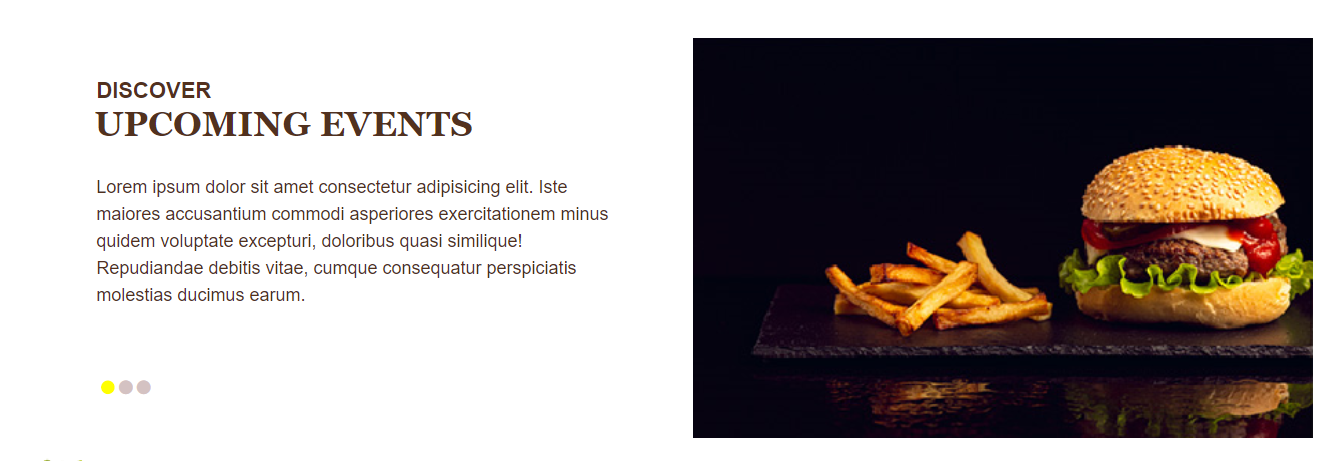 DISCOVER
UPCOMING EVENTS
Lorem ipsum dolor sit amet consectetur adipisicing elit. Iste
maiores accusantium commodi asperiores exercitationem minus
quidem voluptate excepturi, doloribus quasi similique!
Repudiandae debitis vitae, cumque consequatur perspiciatis
molestias ducimus earum.